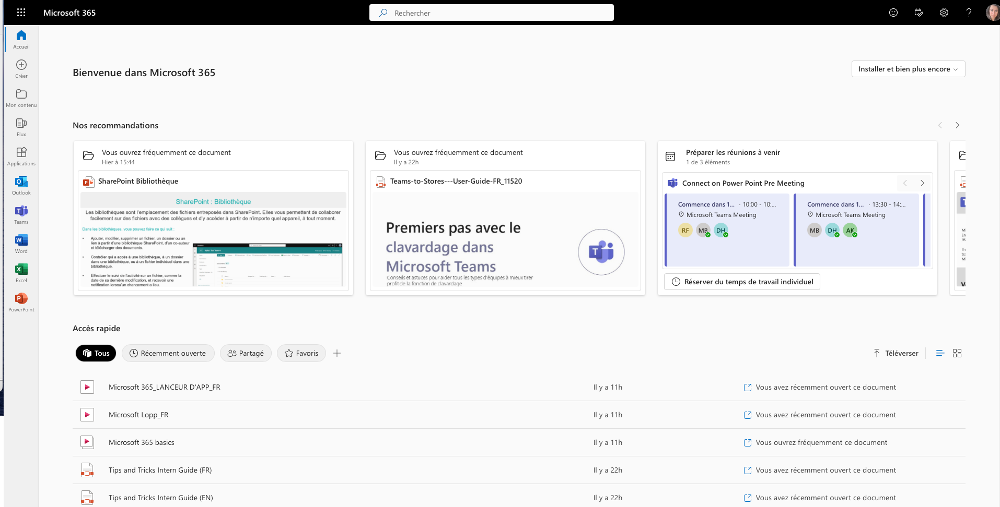 Microsoft 365
Rechercher
Accueil
Créer
Mon contenu
Flux
Applications
Outlook
Teams
Word
Excel
PowerPoint
Bienvenue dans Microsoft 365
Installer et bien plus encore
Nos recommandations
Vous ouvrez fréquemment ce document
Hier à 15:44
SharePoint Bibliothèque
SharePoint : Bibliothèque
Les bibliothèques sont l'emplacement des fichiers entreposés dans SharePoint. Elles vous permettent de collaborer
facilement sur des fichiers avec des collègues et d'y accéder à partir de n'importe quel appareil, à tout moment.
Dans les bibliothèques, vous pouvez faire ce qui suit :
• Ajouter, modifier, supprimer un fichier, un dossier ou un
lien à partir d'une bibliothèque SharePoint, d'un co-auteur
et télécharger des documents.
• Contrôler qui a accès à une bibliothèque, à un dossier
dans une bibliothèque, ou à un fichier individuel dans une
bibliothèque.
• Effectuer le suivi de l'activité sur un fichier, comme la
date de sa dernière modification, et recevoir une
notification lorsqu'un changement a lieu.
Vous ouvrez fréquemment ce document
Il y a 22h
Teams-to-Stores---User-Guide-FR_11520
Premiers pas avec le
clavardage dans
Microsoft Teams
Conseils et astuces pour aider tous les types d'équipes à mieux tirer
profit de la fonction de clavardage
Préparer les réunions à venir
1 de 3 éléments
Connect on Power Point Pre Meeting
Commence dans 1... · 10:00 - 10:...
Microsoft Teams Meeting
RF MB DH
Commence dans 1... · 13:30 - 14:...
Microsoft Teams Meeting
MB DH AK
Réserver du temps de travail individuel
Accès rapide
Tous
Récemment ouverte
Partagé
Favoris
Téléverser
Microsoft 365_LANCEUR D'APP_FR Il y a 11h Vous avez récemment ouvert ce document
Microsoft Lopp_FR Il y a 11h Vous avez récemment ouvert ce document
Microsoft 365 basics Il y a 11h Vous ouvrez fréquemment ce document
Tips and Tricks Intern Guide (FR) Il y a 22h Vous avez récemment ouvert ce document
Tips and Tricks Intern Guide (EN) Il y a 22h Vous avez récemment ouvert ce document